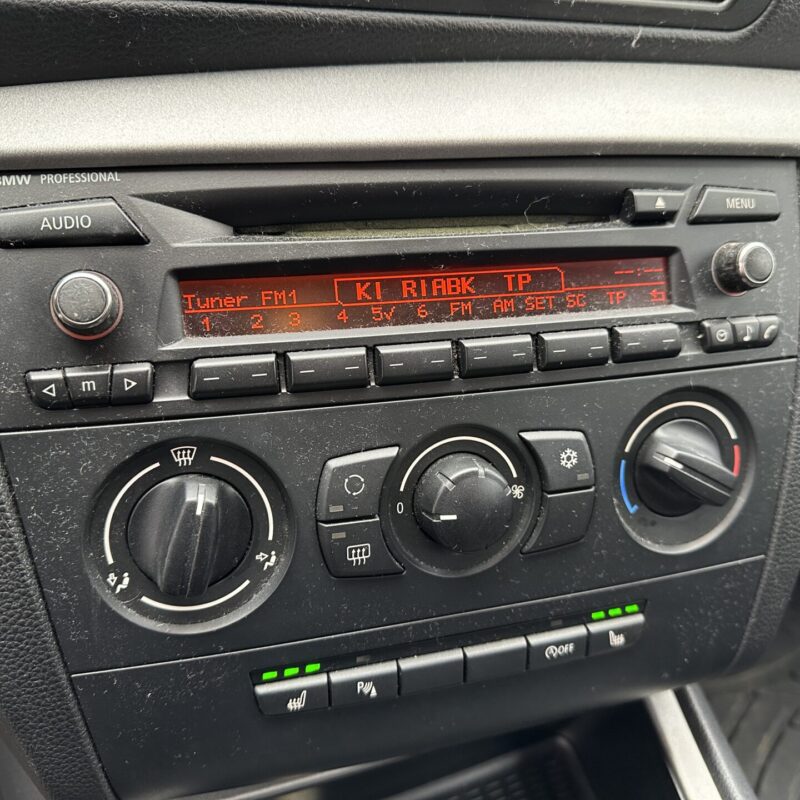 BMW PROFESSIONAL
AUDIO
MENU
KI RIABK TP
Tuner FM1
--:--
1 2 3 4 5√ 6 FM AM SET SC TP
m
0
P
OFF